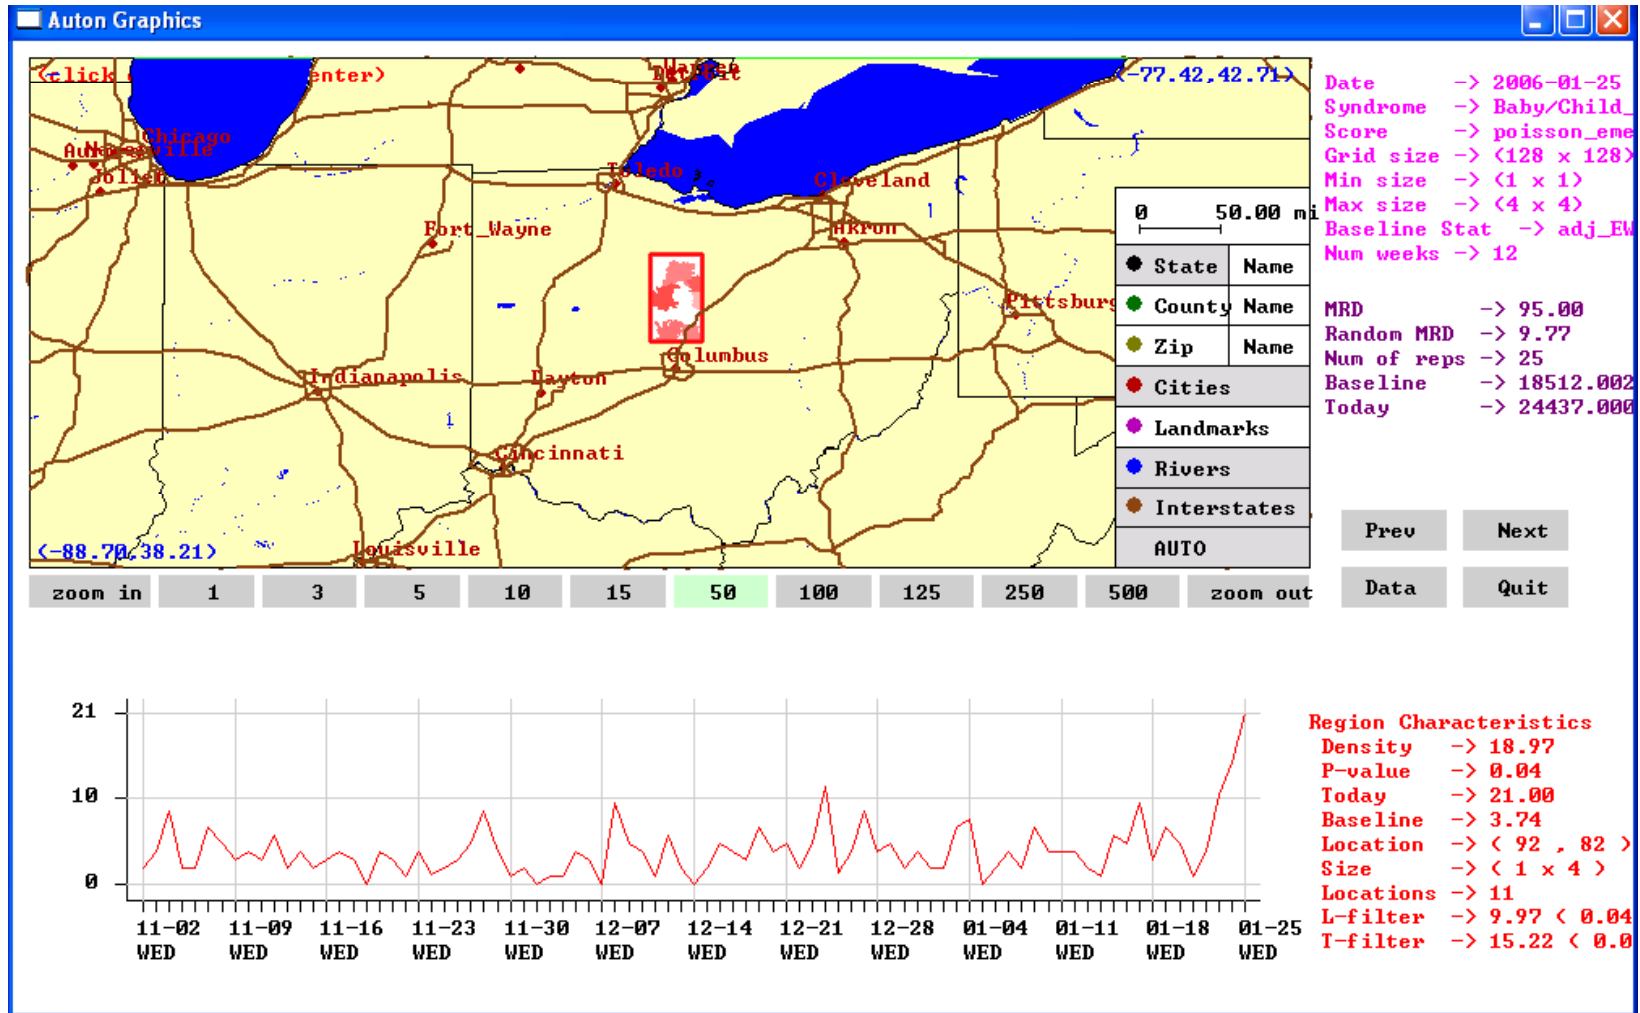 Auton Graphics
(click
enter)
Warren
Detroit
(-77.42,42.71)
Chicago
Joliet
Toledo
Cleveland
Fort_Wayne
Akron
Pittsburg
Columbus
Indianapolis
Dayton
Cincinnati
Louisville
(-88.70,38.21)
0 50.00 mi
State Name
County Name
Zip Name
Cities
Landmarks
Rivers
Interstates
AUTO
zoom in 1 3 5 10 15 50 100 125 250 500 zoom out
Date -> 2006-01-25
Syndrome -> Baby/Child_
Score -> poisson_eme
Grid size -> (128 x 128)
Min size -> (1 x 1)
Max size -> (4 x 4)
Baseline Stat -> adj_EW
Num weeks -> 12
MRD -> 95.00
Random MRD -> 9.77
Num of reps -> 25
Baseline -> 18512.002
Today -> 24437.000
Prev Next
Data Quit
21
10
0
11-02 11-09 11-16 11-23 11-30 12-07 12-14 12-21 12-28 01-04 01-11 01-18 01-25
WED WED WED WED WED WED WED WED WED WED WED WED WED
Region Characteristics
Density -> 18.97
P-value -> 0.04
Today -> 21.00
Baseline -> 3.74
Location -> ( 92 , 82 )
Size -> ( 1 x 4 )
Locations -> 11
L-filter -> 9.97 ( 0.04
T-filter -> 15.22 ( 0.0